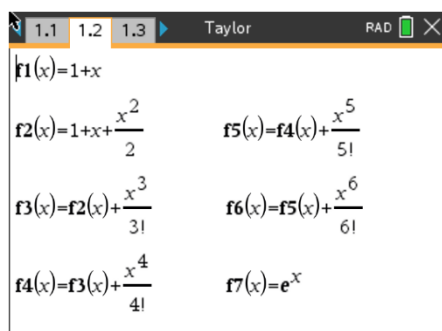 1.1 1.2 1.3 Taylor RAD
f1(x)=1+x
f2(x)=1+x+x^2/2
f5(x)=f4(x)+x^5/5!
f3(x)=f2(x)+x^3/3!
f6(x)=f5(x)+x^6/6!
f4(x)=f3(x)+x^4/4!
f7(x)=e^x